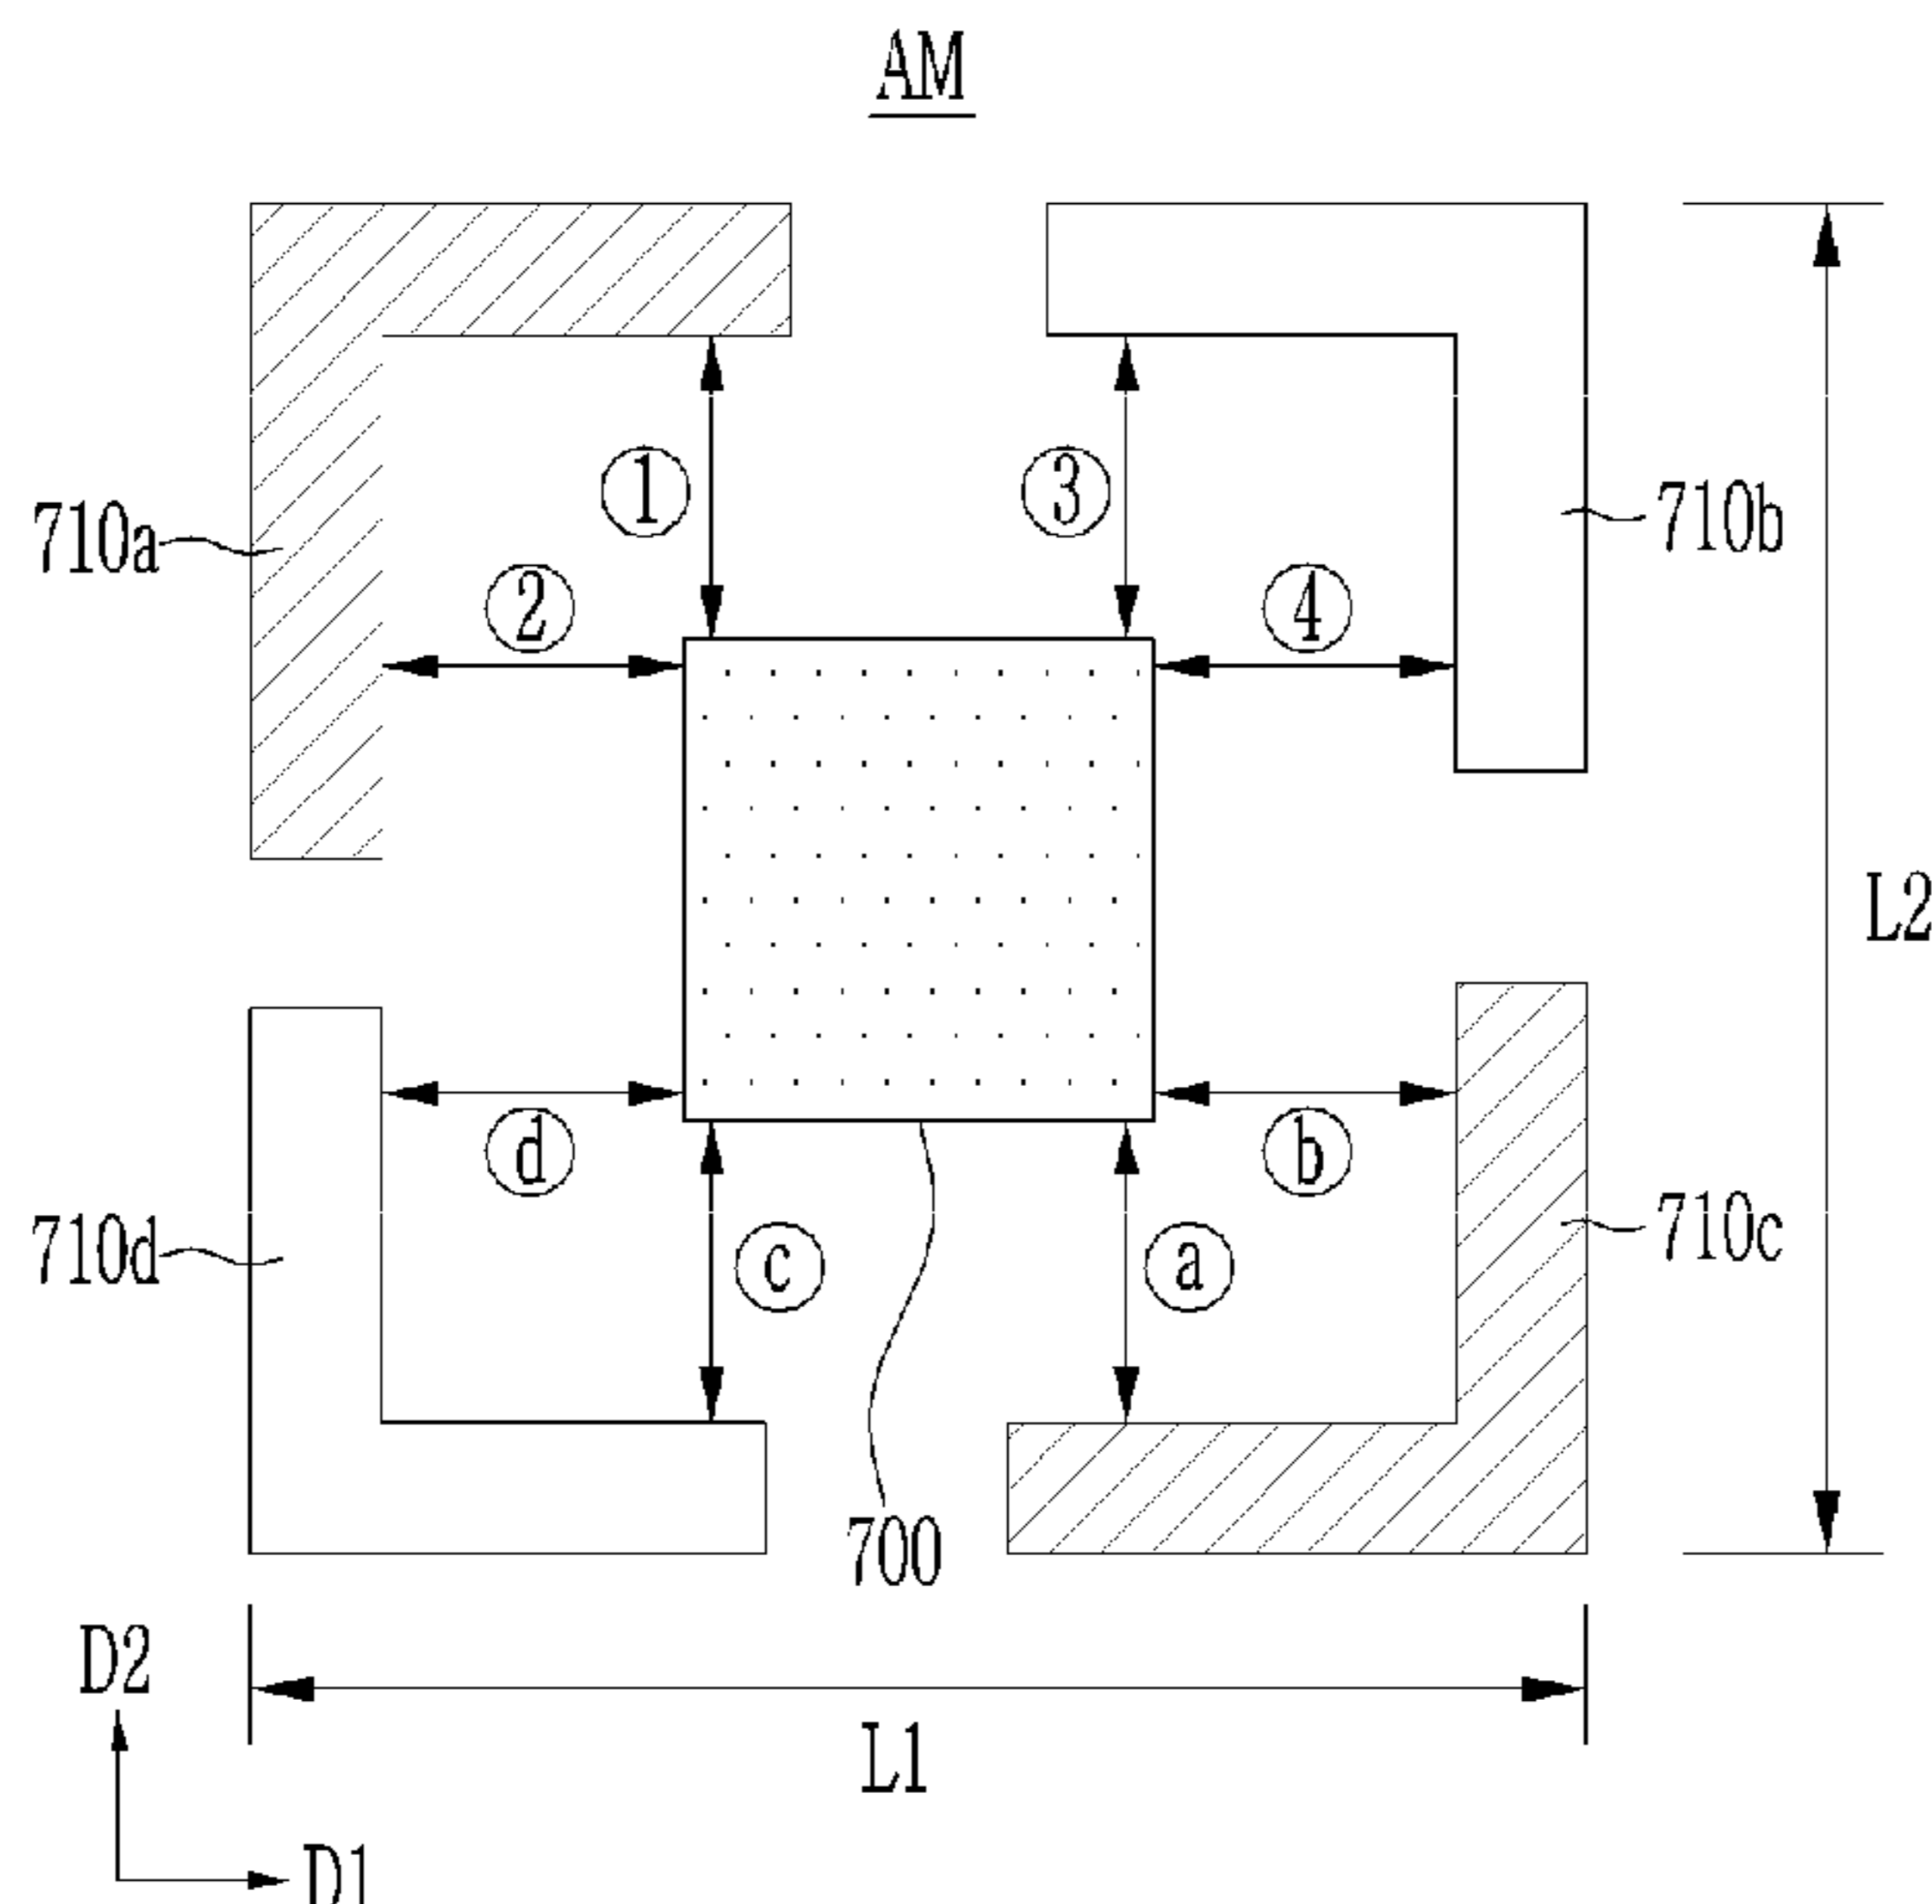 AM
① ③
710a 710b
② ④
L2
ⓓ ⓑ
710d 710c
ⓒ ⓐ
700
D2
L1
D1